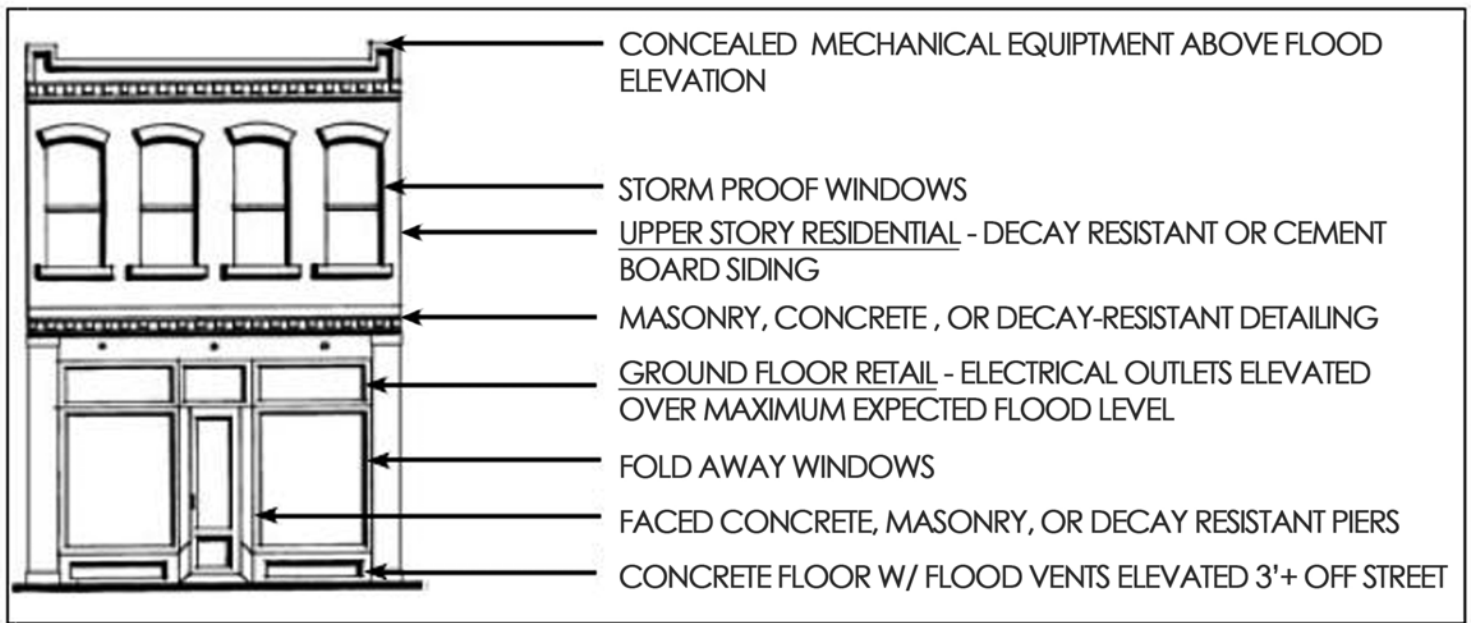 CONCEALED MECHANICAL EQUIPTMENT ABOVE FLOOD
ELEVATION
STORM PROOF WINDOWS
UPPER STORY RESIDENTIAL - DECAY RESISTANT OR CEMENT
BOARD SIDING
MASONRY, CONCRETE , OR DECAY-RESISTANT DETAILING
GROUND FLOOR RETAIL - ELECTRICAL OUTLETS ELEVATED
OVER MAXIMUM EXPECTED FLOOD LEVEL
FOLD AWAY WINDOWS
FACED CONCRETE, MASONRY, OR DECAY RESISTANT PIERS
CONCRETE FLOOR W/ FLOOD VENTS ELEVATED 3'+ OFF STREET